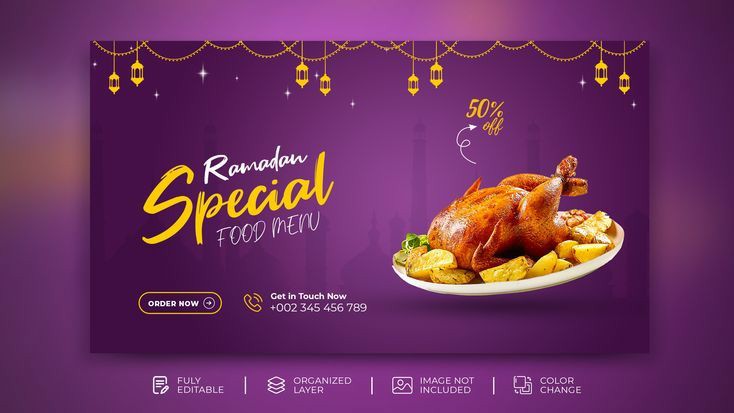 50%
off
Ramadan
Special
FOOD MENU
ORDER NOW
Get in Touch Now
+002 345 456 789
FULLY
EDITABLE
ORGANIZED
LAYER
IMAGE NOT
INCLUDED
COLOR
CHANGE